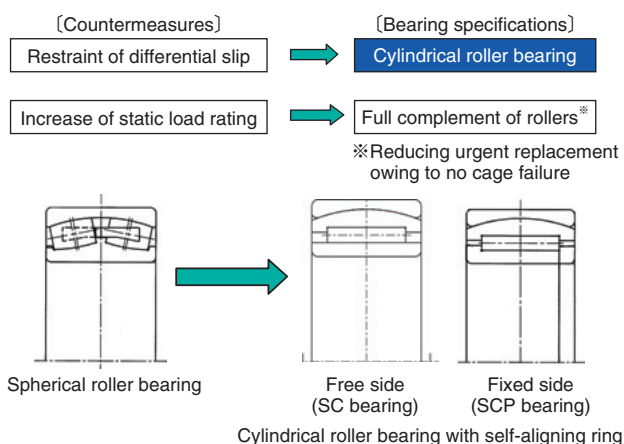 〔Countermeasures〕
〔Bearing specifications〕
Restraint of differential slip
Cylindrical roller bearing
Increase of static load rating
Full complement of rollers※
※Reducing urgent replacement
owing to no cage failure
Spherical roller bearing
Free side
(SC bearing)
Fixed side
(SCP bearing)
Cylindrical roller bearing with self-aligning ring